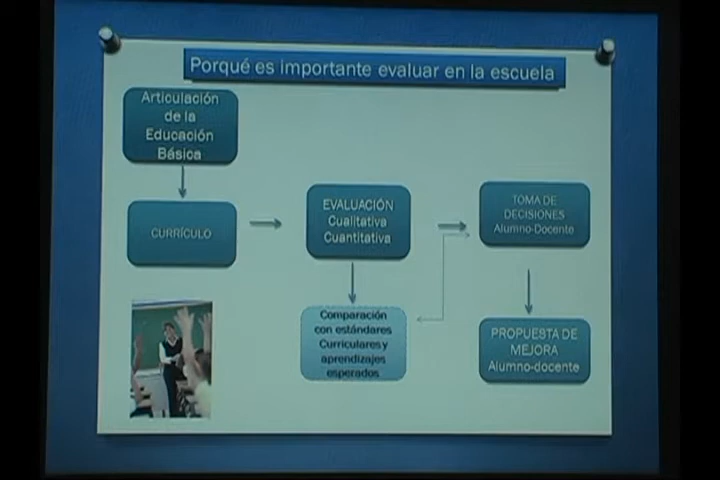 Porqué es importante evaluar en la escuela
Articulación
de la
Educación
Básica
CURRÍCULO
EVALUACIÓN
Cualitativa
Cuantitativa
TOMA DE
DECISIONES
Alumno-Docente
Comparación
con estándares
Curriculares y
aprendizajes
esperados
PROPUESTA DE
MEJORA
Alumno-docente